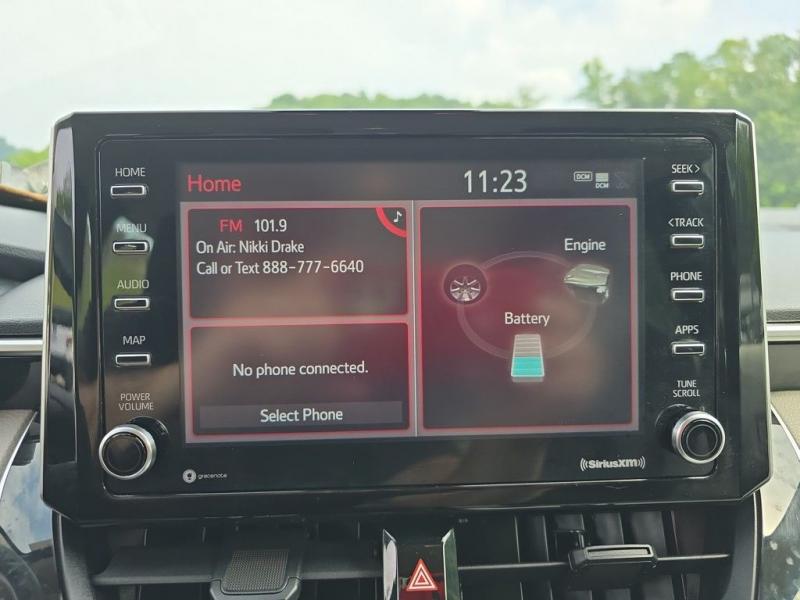 HOME
MENU
AUDIO
MAP
POWER
VOLUME
Home
11:23
DCM
DCM
FM 101.9
On Air: Nikki Drake
Call or Text 888-777-6640
No phone connected.
Select Phone
Engine
Battery
SEEK >
< TRACK
PHONE
APPS
TUNE
SCROLL
gracenote
((SiriusXM))